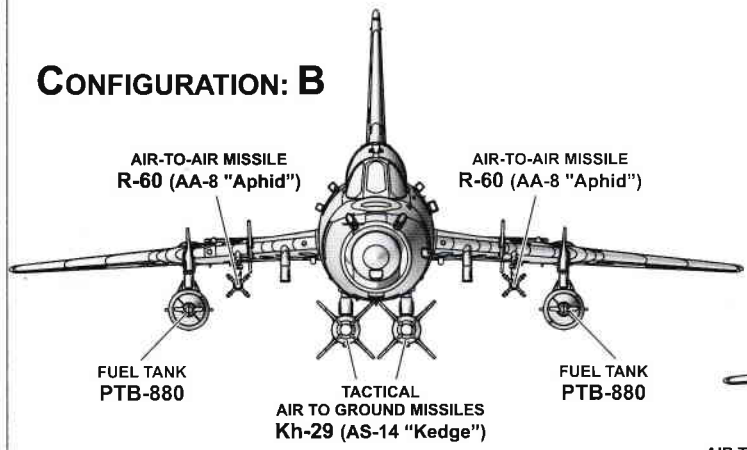 CONFIGURATION: B
AIR-TO-AIR MISSILE
R-60 (AA-8 "Aphid")
AIR-TO-AIR MISSILE
R-60 (AA-8 "Aphid")
FUEL TANK
PTB-880
TACTICAL
AIR TO GROUND MISSILES
Kh-29 (AS-14 "Kedge")
FUEL TANK
PTB-880